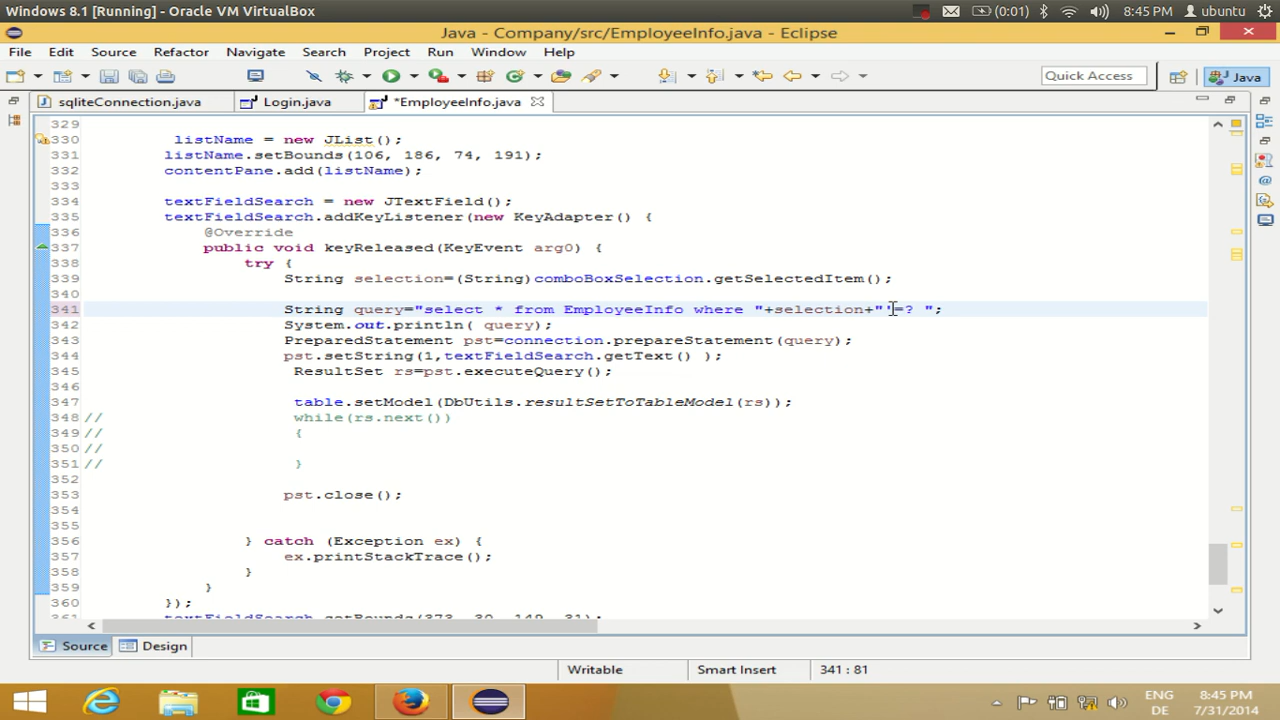 Windows 8.1 [Running] - Oracle VM VirtualBox (0:01) 8:45 PM ubuntu
Java - Company/src/EmployeeInfo.java - Eclipse
File Edit Source Refactor Navigate Search Project Run Window Help
Quick Access Java
sqliteConnection.java Login.java *EmployeeInfo.java
329
330 listName = new JList();
331 listName.setBounds(106, 186, 74, 191);
332 contentPane.add(listName);
333
334 textFieldSearch = new JTextField();
335 textFieldSearch.addKeyListener(new KeyAdapter() {
336 @Override
337 public void keyReleased(KeyEvent arg0) {
338 try {
339 String selection=(String)comboBoxSelection.getSelectedItem();
340
341 String query="select * from EmployeeInfo where "+selection+"'=? ";
342 System.out.println( query);
343 PreparedStatement pst=connection.prepareStatement(query);
344 pst.setString(1,textFieldSearch.getText() );
345 ResultSet rs=pst.executeQuery();
346
347 table.setModel(DbUtils.resultSetToTableModel(rs));
348 // while(rs.next())
349 // {
350 //
351 // }
352
353 pst.close();
354
355
356 } catch (Exception ex) {
357 ex.printStackTrace();
358 }
359 }
360 });
361 textFieldSearch.setBounds(373, 30, 149, 31);
Source Design
Writable Smart Insert 341 : 81
ENG 8:45 PM
DE 7/31/2014